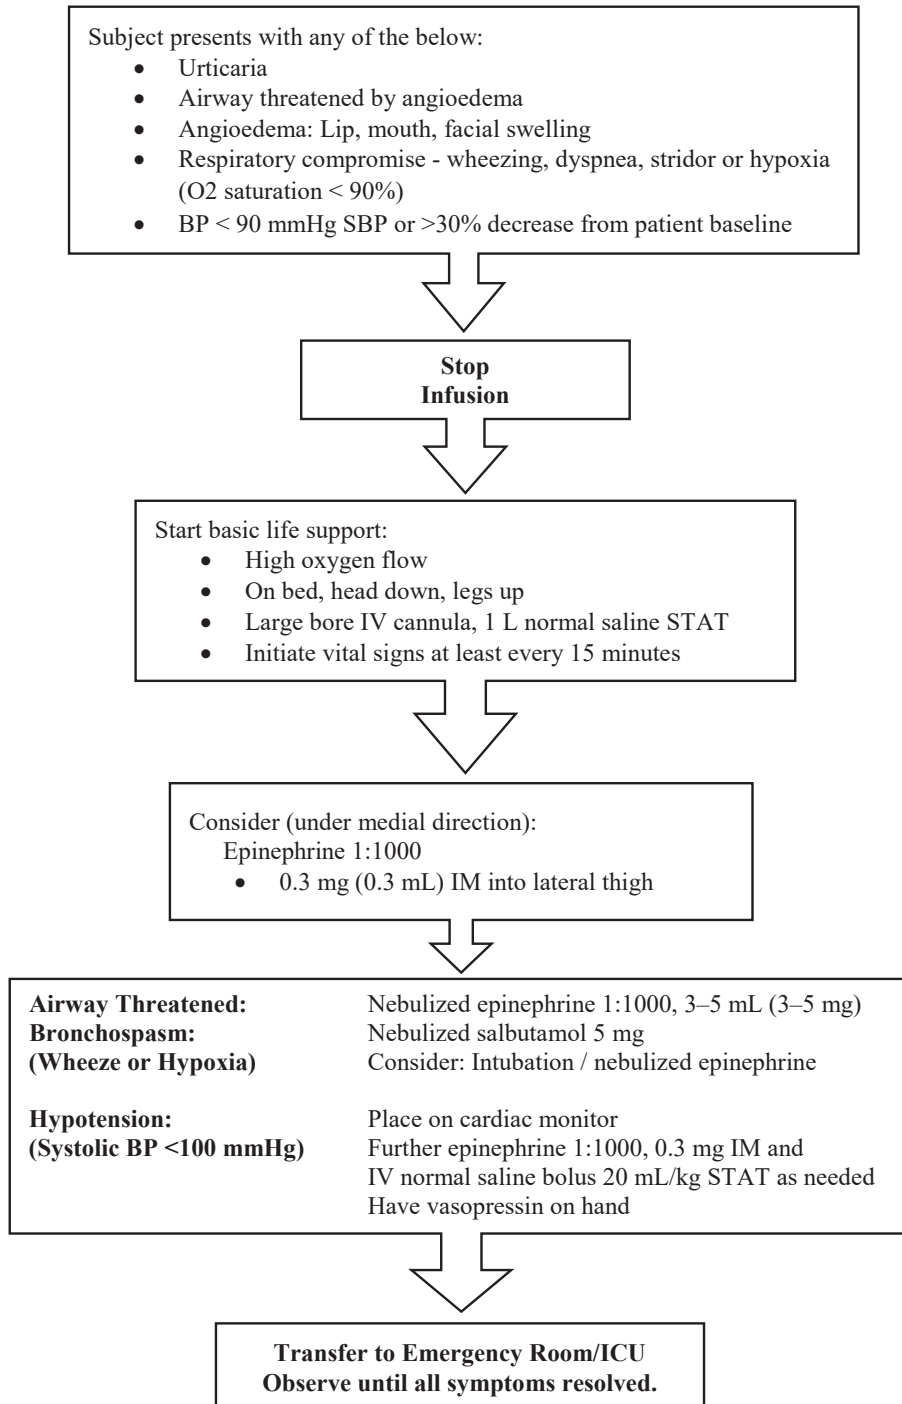 Subject presents with any of the below:
• Urticaria
• Airway threatened by angioedema
• Angioedema: Lip, mouth, facial swelling
• Respiratory compromise - wheezing, dyspnea, stridor or hypoxia
(O2 saturation < 90%)
• BP < 90 mmHg SBP or >30% decrease from patient baseline
Stop
Infusion
Start basic life support:
• High oxygen flow
• On bed, head down, legs up
• Large bore IV cannula, 1 L normal saline STAT
• Initiate vital signs at least every 15 minutes
Consider (under medial direction):
Epinephrine 1:1000
• 0.3 mg (0.3 mL) IM into lateral thigh
Airway Threatened: Nebulized epinephrine 1:1000, 3–5 mL (3–5 mg)
Bronchospasm: Nebulized salbutamol 5 mg
(Wheeze or Hypoxia) Consider: Intubation / nebulized epinephrine
Hypotension: Place on cardiac monitor
(Systolic BP <100 mmHg) Further epinephrine 1:1000, 0.3 mg IM and
IV normal saline bolus 20 mL/kg STAT as needed
Have vasopressin on hand
Transfer to Emergency Room/ICU
Observe until all symptoms resolved.